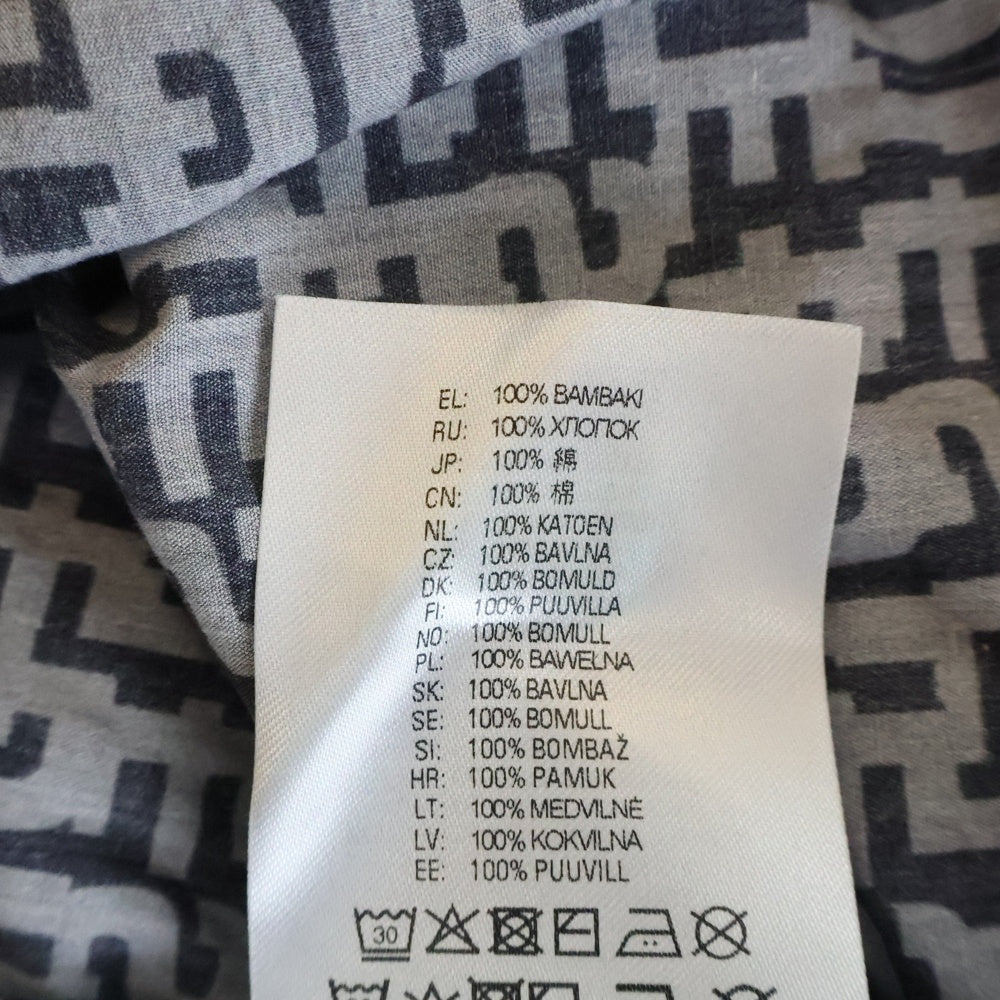 EL: 100% BAMBAKI
RU: 100% ХЛОПОК
JP: 100% 綿
CN: 100% 棉
NL: 100% KATOEN
CZ: 100% BAVLNA
DK: 100% BOMULD
FI: 100% PUUVILLA
NO: 100% BOMULL
PL: 100% BAWEŁNA
SK: 100% BAVLNA
SE: 100% BOMULL
SI: 100% BOMBAŽ
HR: 100% PAMUK
LT: 100% MEDVILNĖ
LV: 100% KOKVILNA
EE: 100% PUUVILL
30